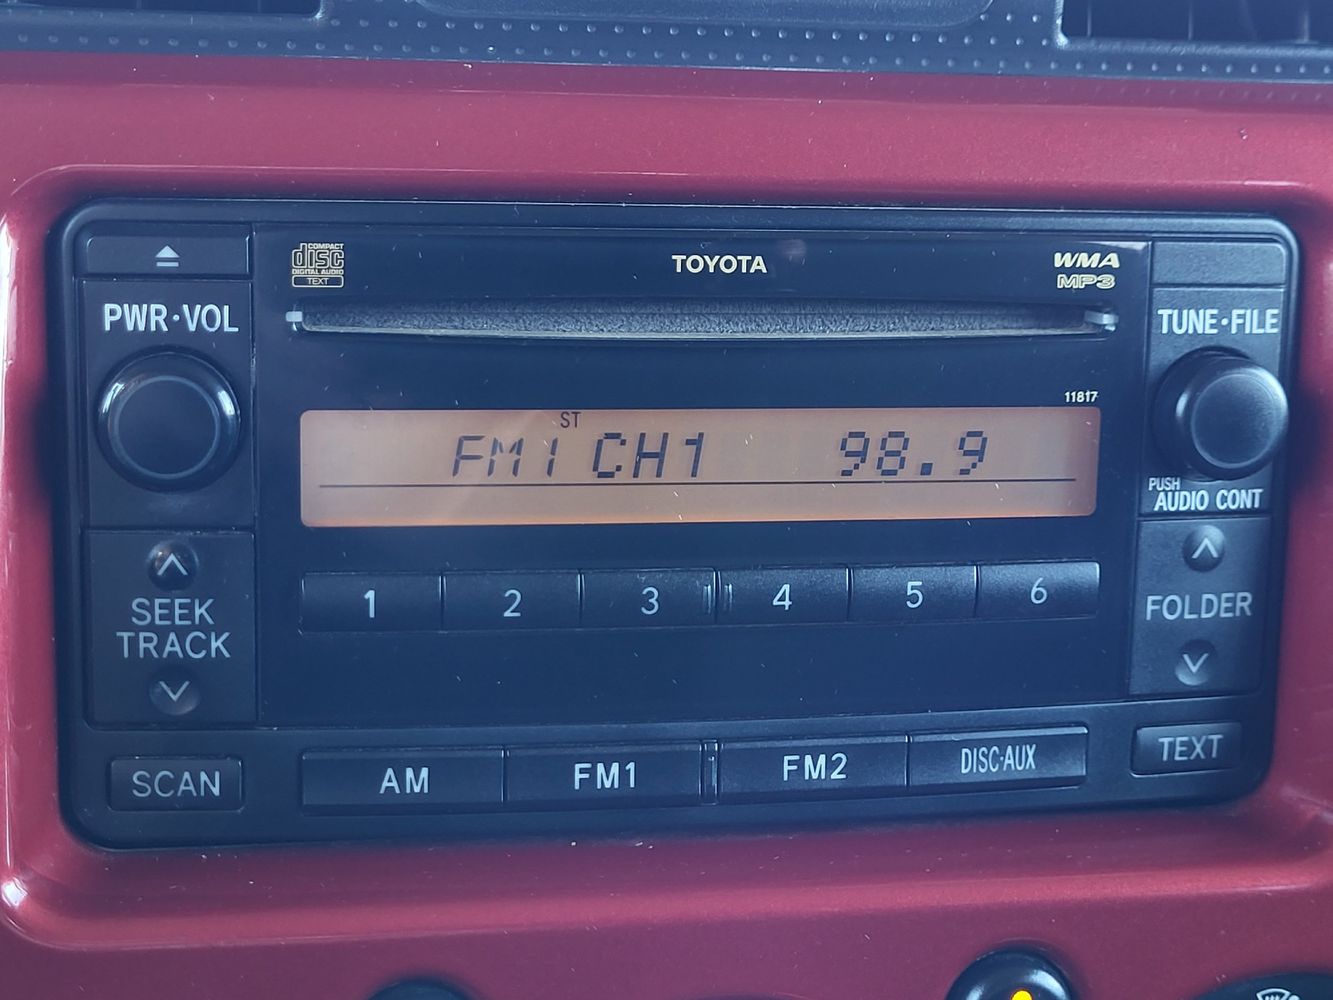 COMPACT
disc
DIGITAL AUDIO
TEXT
TOYOTA
WMA
MP3
PWR·VOL
TUNE·FILE
11817
ST
FM1 CH1 98.9
PUSH
AUDIO CONT
SEEK
TRACK
1 2 3 4 5 6
FOLDER
SCAN
AM FM1 FM2 DISC·AUX
TEXT